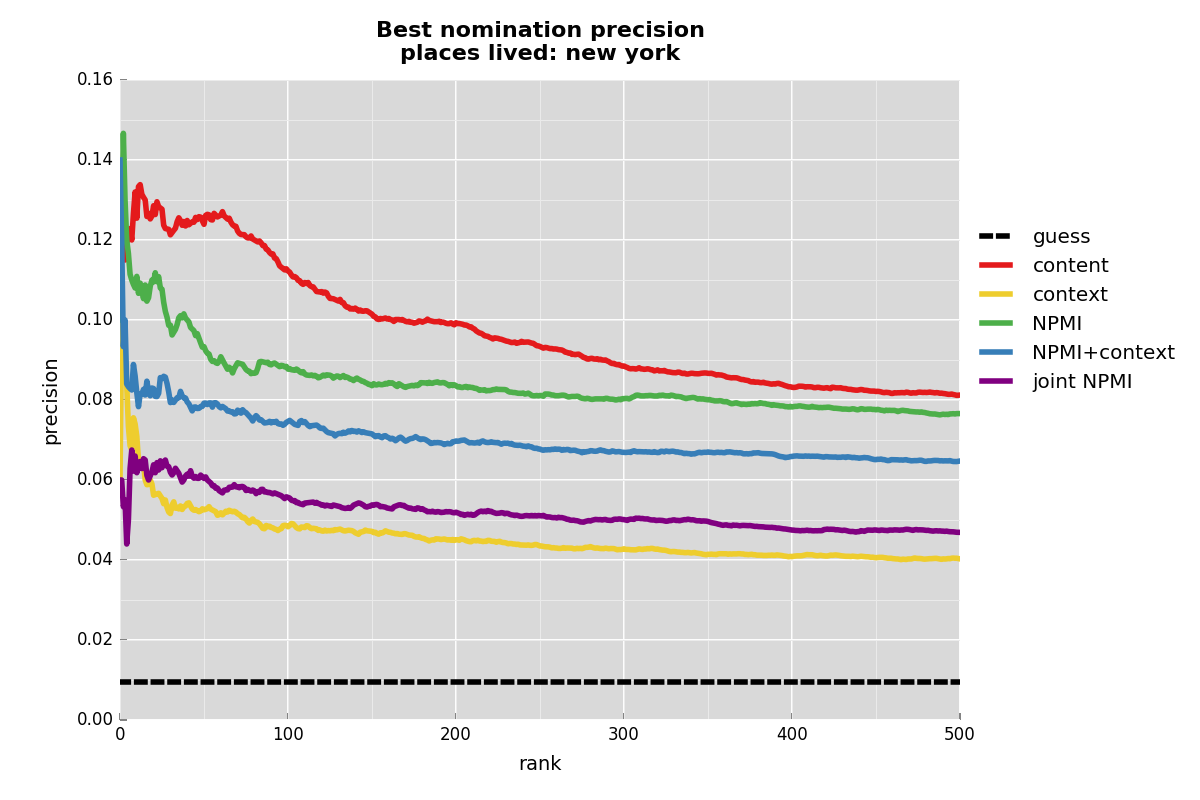 Best nomination precision
places lived: new york
0.16
0.14
0.12
0.10
0.08
0.06
0.04
0.02
0.00
precision
0 100 200 300 400 500
rank
guess
content
context
NPMI
NPMI+context
joint NPMI